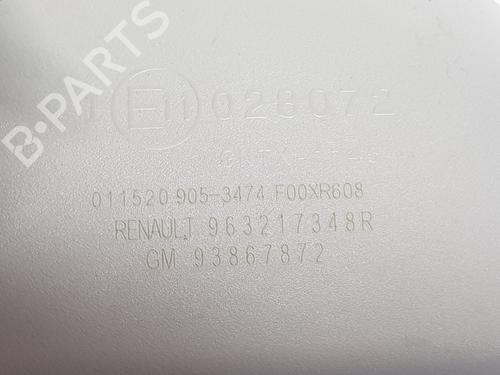 B-PARTS
I E11 028072
011520 905-3474 F00XR608
RENAULT 963217348R
GM 93867872